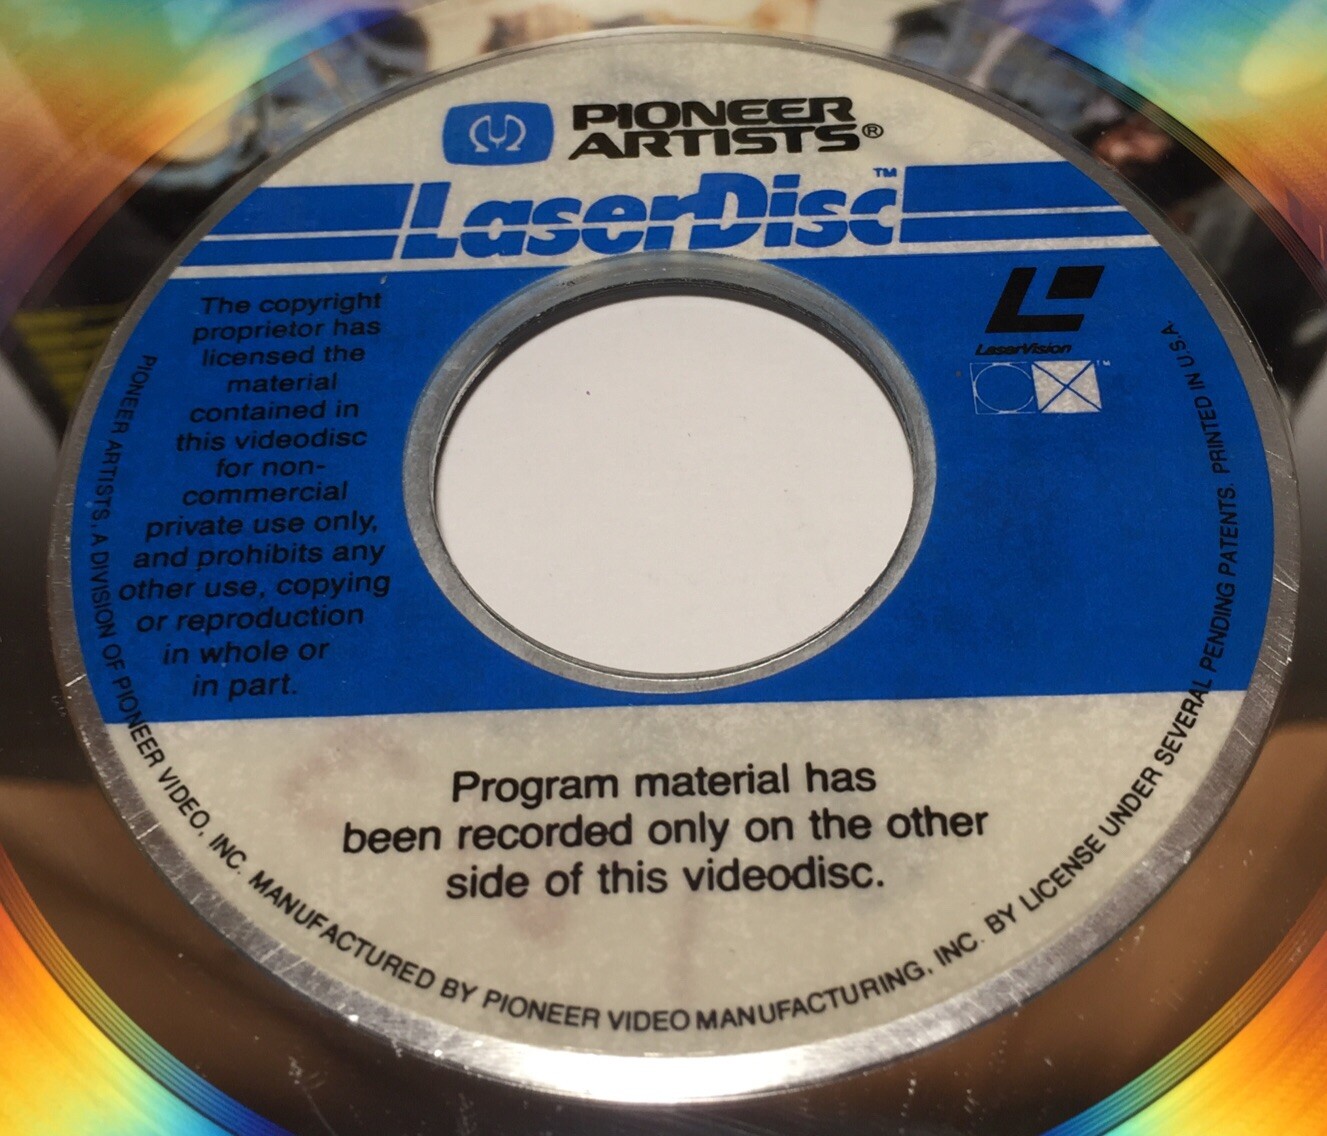 PIONEER
ARTISTS®
LaserDisc™
The copyright
proprietor has
licensed the
material
contained in
this videodisc
for non-
commercial
private use only,
and prohibits any
other use, copying
or reproduction
in whole or
in part.
LaserVision
™
Program material has
been recorded only on the other
side of this videodisc.
PIONEER ARTISTS, A DIVISION OF PIONEER VIDEO, INC. MANUFACTURED BY PIONEER VIDEO MANUFACTURING, INC. BY LICENSE UNDER SEVERAL PENDING PATENTS. PRINTED IN U.S.A.